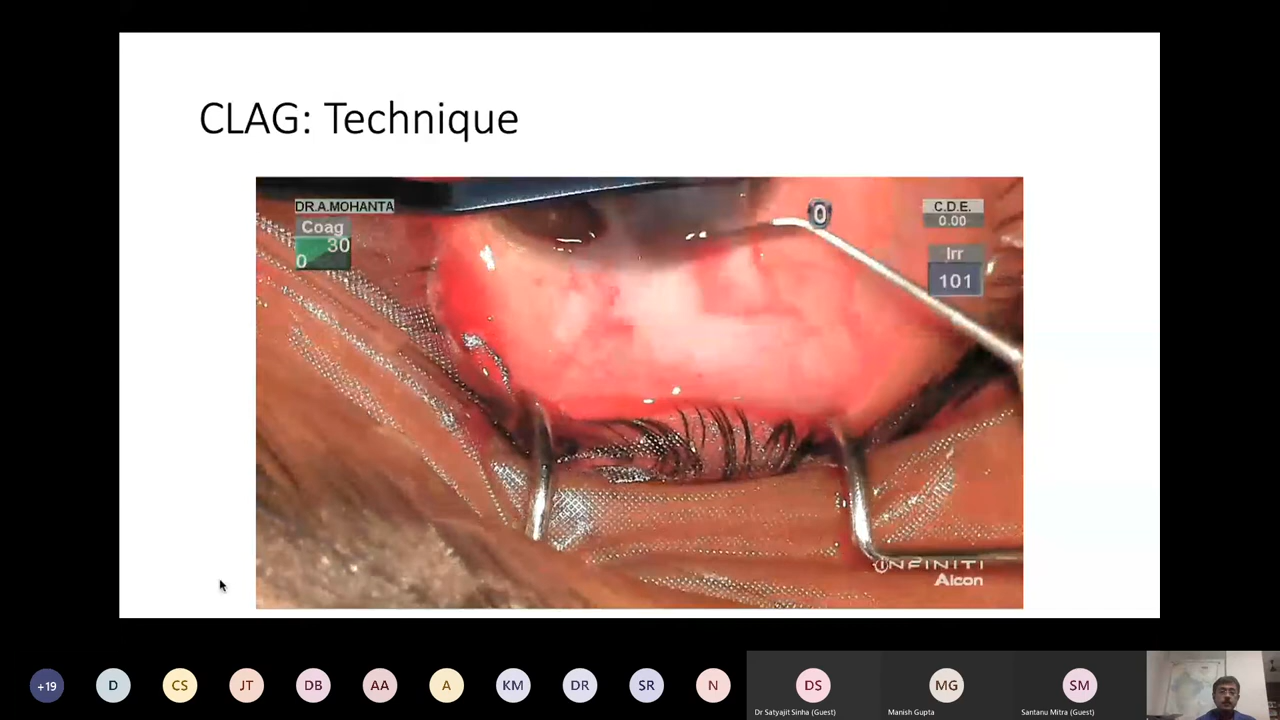 CLAG: Technique
DR.A.MOHANTA
Coag
30
0
0
C.D.E.
0.00
Irr
101
INFINITI
Alcon
+19
D
CS
JT
DB
AA
A
KM
DR
SR
N
DS
MG
SM
Dr Satyajit Sinha (Guest)
Manish Gupta
Santanu Mitra (Guest)